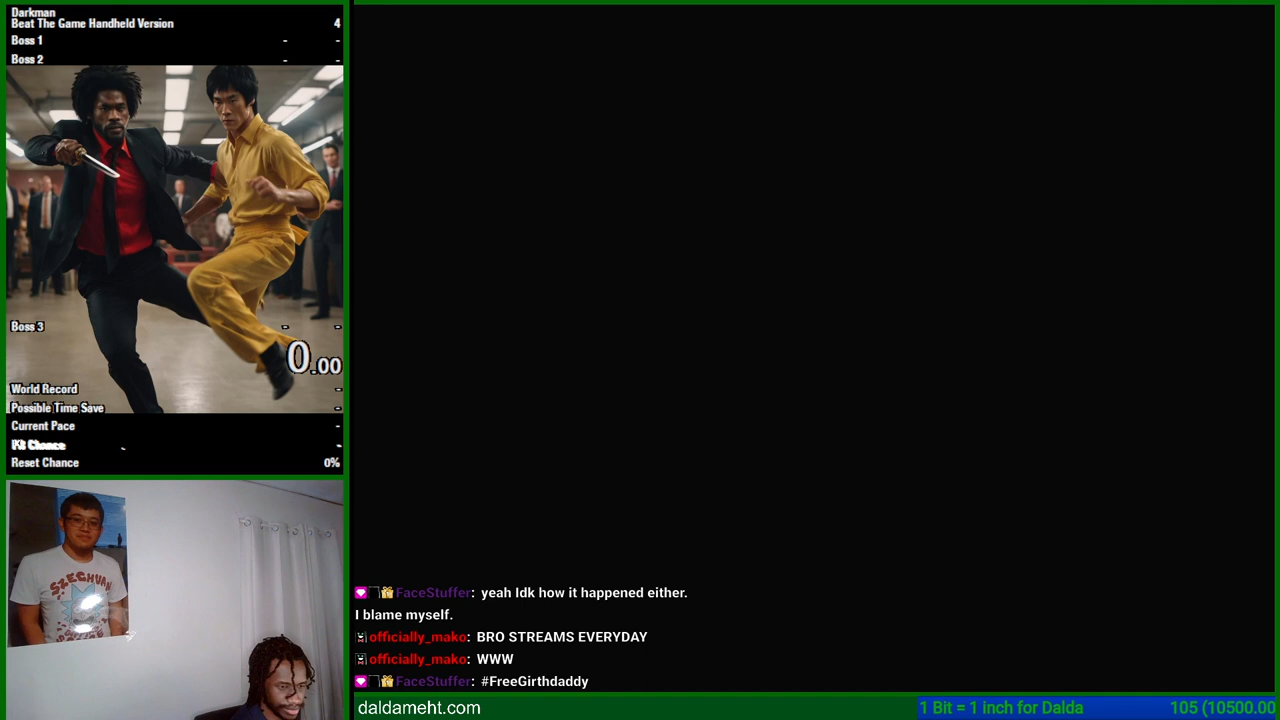 Darkman
Beat The Game Handheld Version 4
Boss 1 - -
Boss 2 - -
Boss 3 - -
0.00
World Record -
Possible Time Save -
Current Pace -
Chance - -
Reset Chance 0%
SZECHUAN
FaceStuffer: yeah Idk how it happened either.
I blame myself.
officially_mako: BRO STREAMS EVERYDAY
officially_mako: WWW
FaceStuffer: #FreeGirthdaddy
daldameht.com
1 Bit = 1 inch for Dalda 105 (10500.00